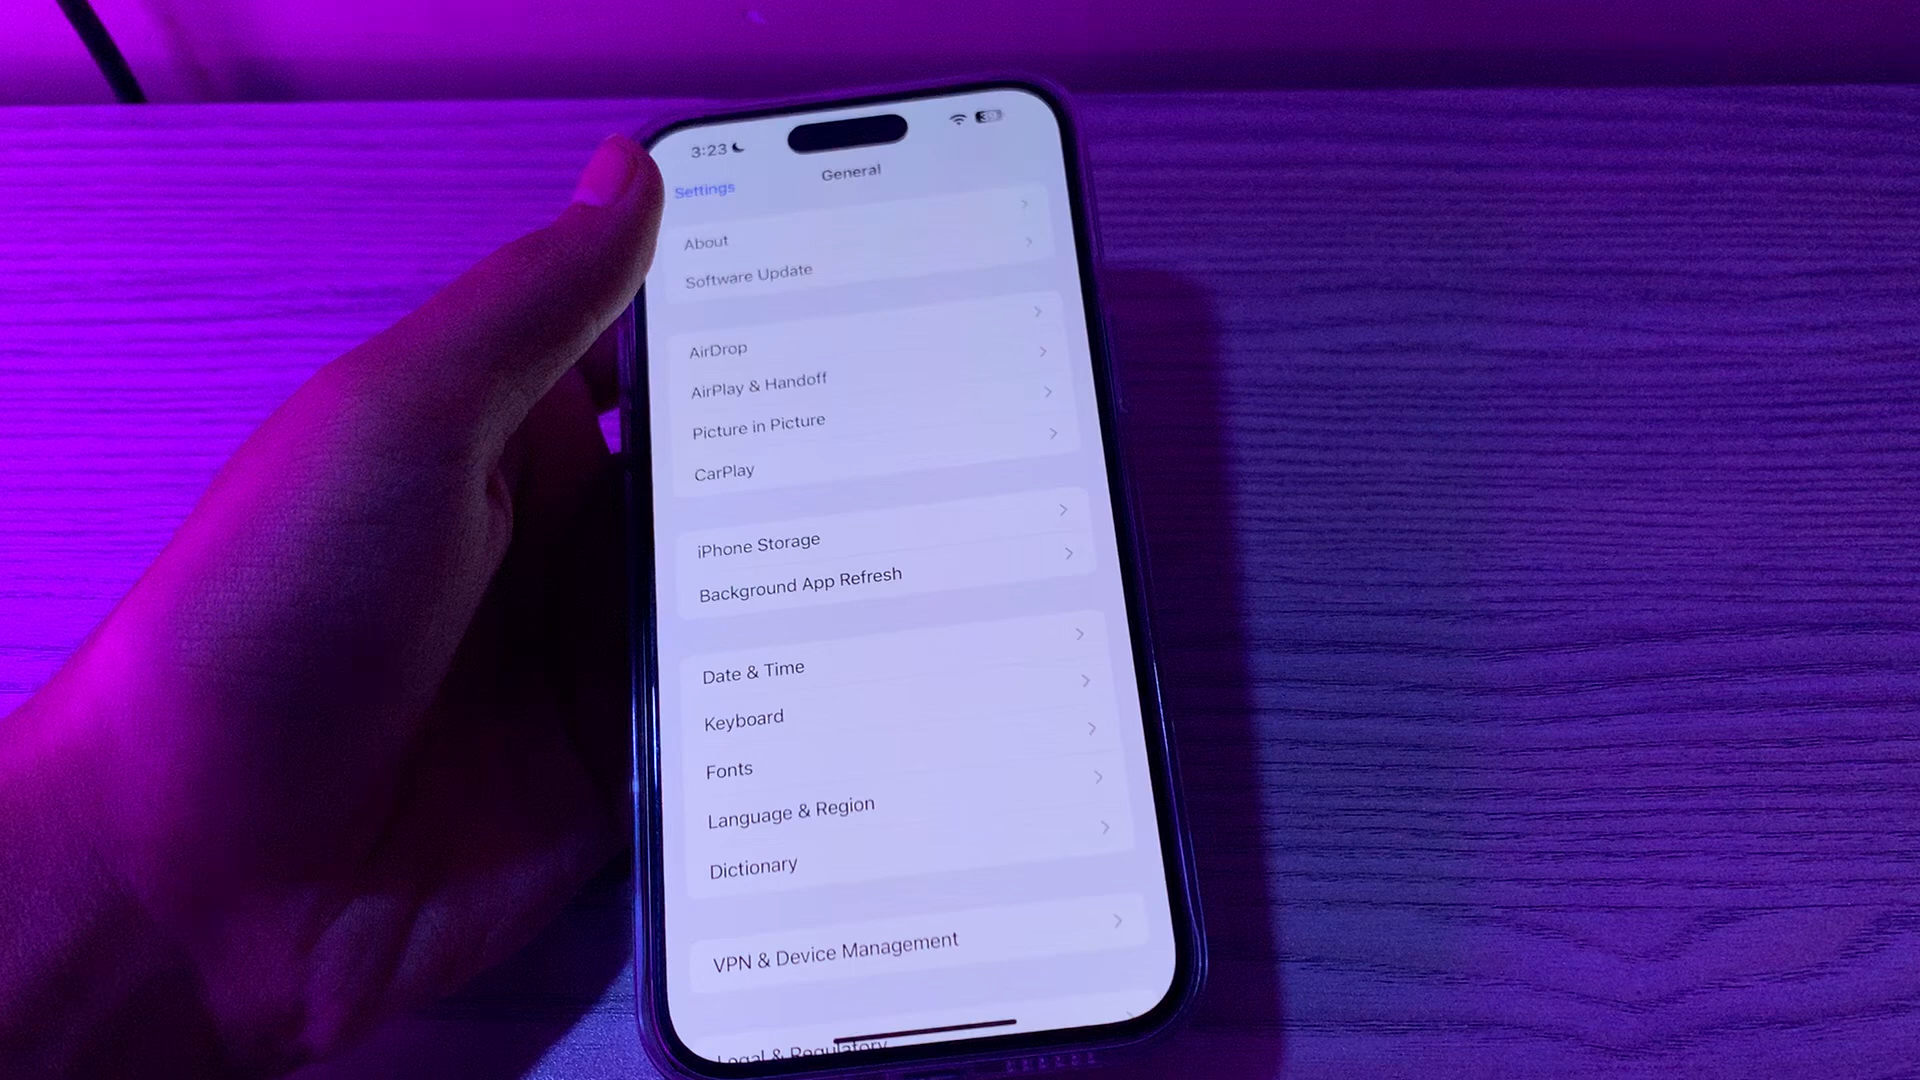 3:23
Settings
General
About
Software Update
AirDrop
AirPlay & Handoff
Picture in Picture
CarPlay
iPhone Storage
Background App Refresh
Date & Time
Keyboard
Fonts
Language & Region
Dictionary
VPN & Device Management
Legal & Regulatory